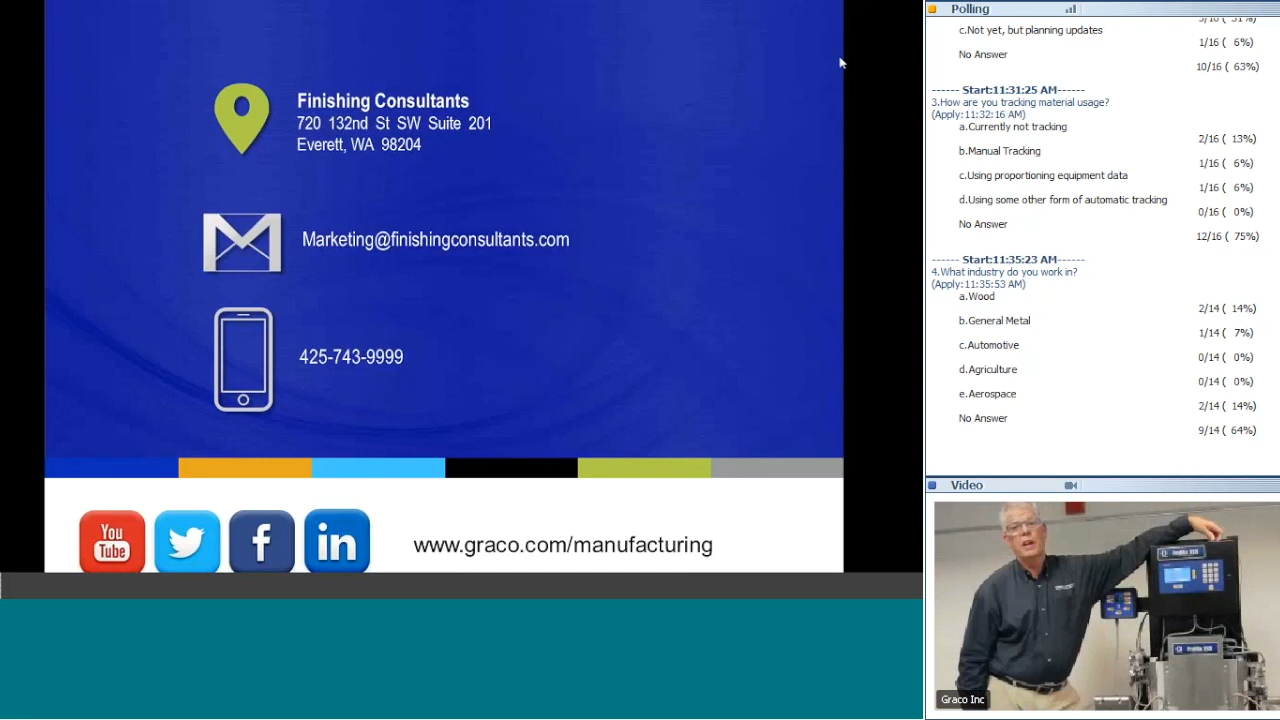 Finishing Consultants
720 132nd St SW Suite 201
Everett, WA 98204
Marketing@finishingconsultants.com
425-743-9999
You
Tube
f
in
www.graco.com/manufacturing
Polling
5/16 ( 31%)
c.Not yet, but planning updates
1/16 ( 6%)
No Answer
10/16 ( 63%)
------ Start:11:31:25 AM------
3.How are you tracking material usage?
(Apply:11:32:16 AM)
a.Currently not tracking
2/16 ( 13%)
b.Manual Tracking
1/16 ( 6%)
c.Using proportioning equipment data
1/16 ( 6%)
d.Using some other form of automatic tracking
0/16 ( 0%)
No Answer
12/16 ( 75%)
------ Start:11:35:23 AM------
4.What industry do you work in?
(Apply:11:35:53 AM)
a.Wood
2/14 ( 14%)
b.General Metal
1/14 ( 7%)
c.Automotive
0/14 ( 0%)
d.Agriculture
0/14 ( 0%)
e.Aerospace
2/14 ( 14%)
No Answer
9/14 ( 64%)
Video
Graco Inc